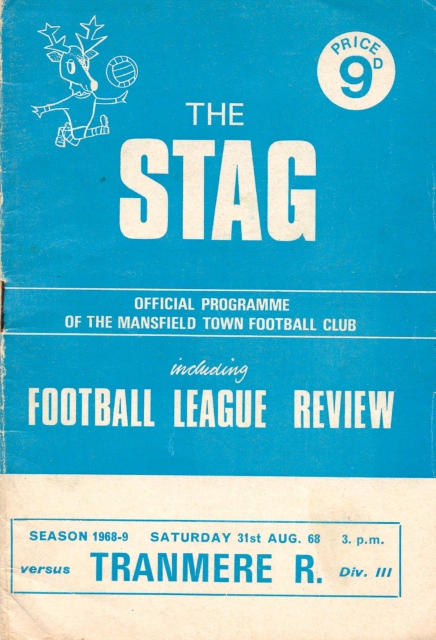 PRICE
9D
THE
STAG
OFFICIAL PROGRAMME
OF THE MANSFIELD TOWN FOOTBALL CLUB
including
FOOTBALL LEAGUE REVIEW
SEASON 1968-9 SATURDAY 31st AUG. 68 3. p.m.
versus TRANMERE R. Div. III